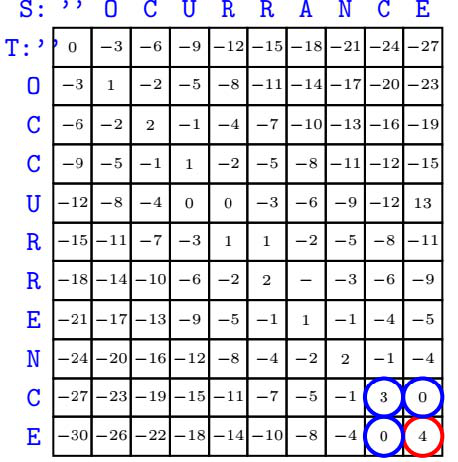 S: '' O C U R R A N C E
T: '' 0 −3 −6 −9 −12 −15 −18 −21 −24 −27
O −3 1 −2 −5 −8 −11 −14 −17 −20 −23
C −6 −2 2 −1 −4 −7 −10 −13 −16 −19
C −9 −5 −1 1 −2 −5 −8 −11 −12 −15
U −12 −8 −4 0 0 −3 −6 −9 −12 13
R −15 −11 −7 −3 1 1 −2 −5 −8 −11
R −18 −14 −10 −6 −2 2 − −3 −6 −9
E −21 −17 −13 −9 −5 −1 1 −1 −4 −5
N −24 −20 −16 −12 −8 −4 −2 2 −1 −4
C −27 −23 −19 −15 −11 −7 −5 −1 3 0
E −30 −26 −22 −18 −14 −10 −8 −4 0 4